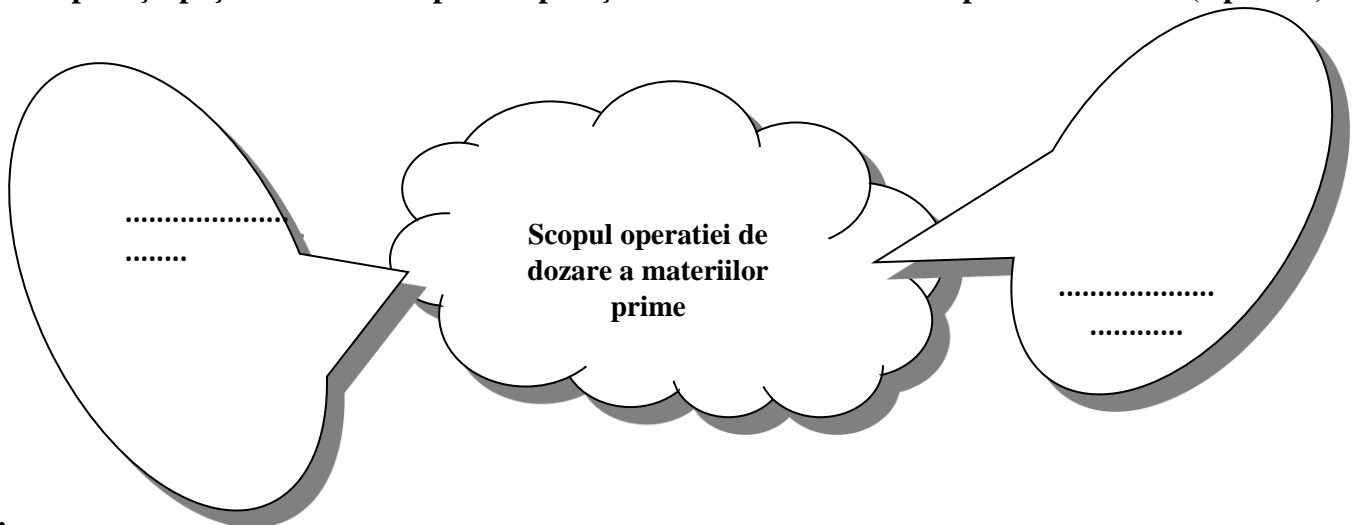 .....................
........
Scopul operatiei de
dozare a materiilor
prime
....................
............